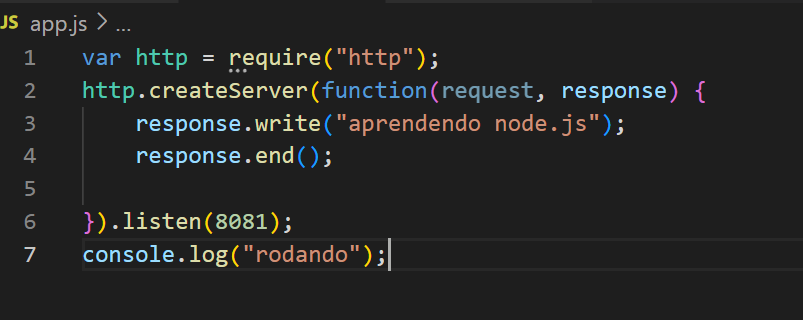 JS app.js > ...
1 var http = require("http");
2 http.createServer(function(request, response) {
3 response.write("aprendendo node.js");
4 response.end();
5
6 }).listen(8081);
7 console.log("rodando");